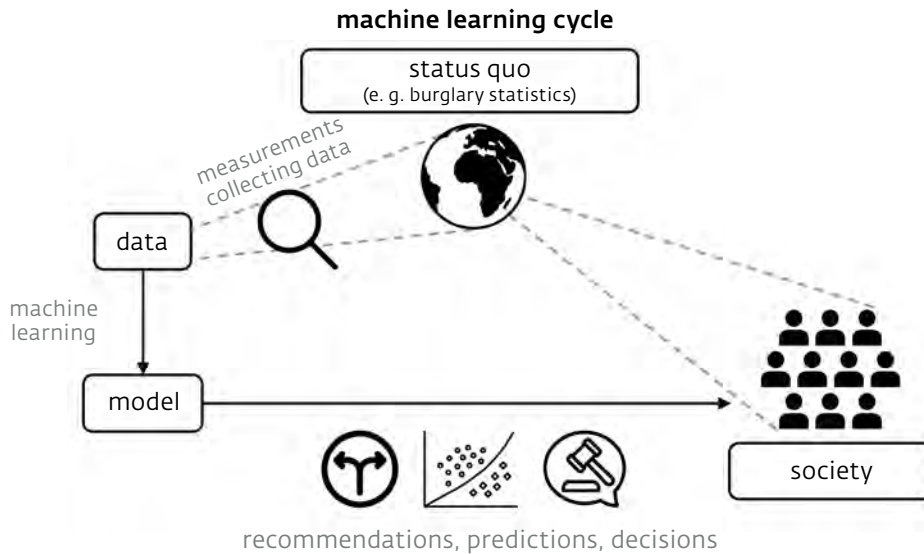 machine learning cycle
status quo
(e. g. burglary statistics)
measurements
collecting data
data
machine
learning
model
society
recommendations, predictions, decisions